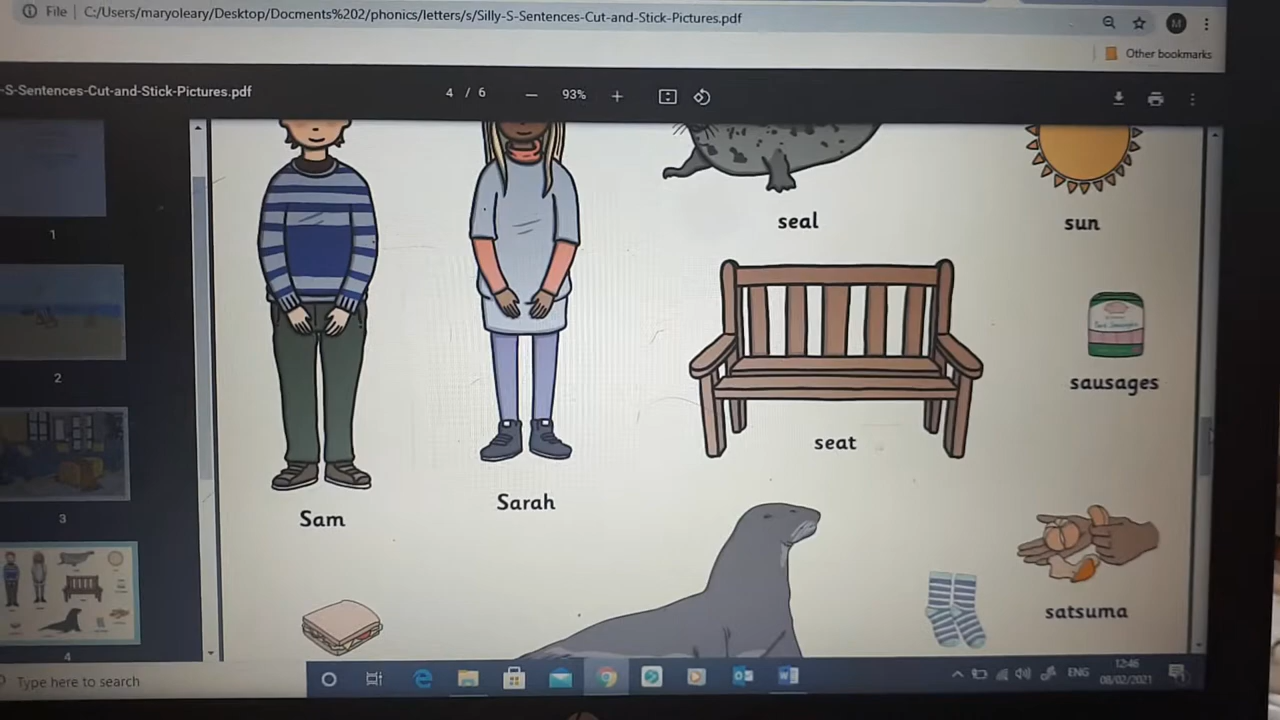 File
C:/Users/maryoleary/Desktop/Docments%202/phonics/letters/s/Silly-S-Sentences-Cut-and-Stick-Pictures.pdf
M
Other bookmarks
-S-Sentences-Cut-and-Stick-Pictures.pdf
4 / 6
93%
1
2
3
4
seal
sun
sausages
seat
Sam
Sarah
satsuma
Type here to search
ENG
12:46
08/02/2021